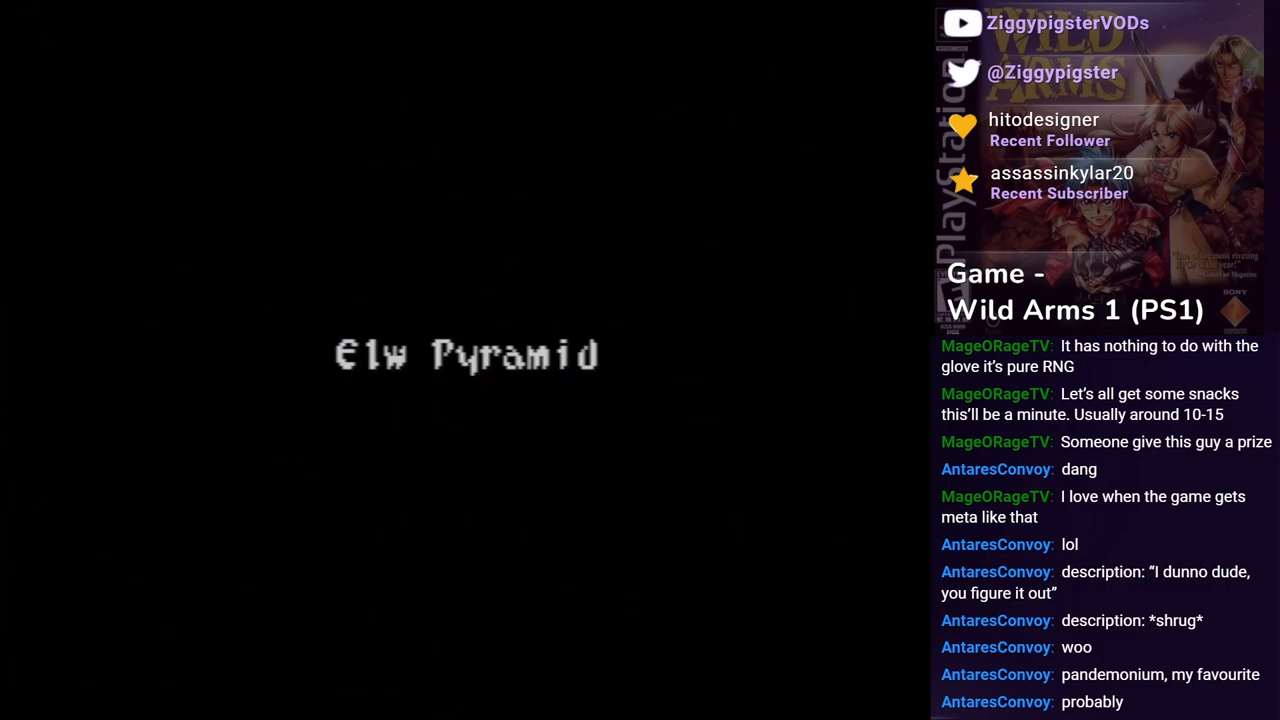 Elw Pyramid
ZiggypigsterVODs
@Ziggypigster
hitodesigner
Recent Follower
assassinkylar20
Recent Subscriber
WILD
ARMS
PlayStation
SONY
Game -
Wild Arms 1 (PS1)
MageORageTV: It has nothing to do with the
glove it’s pure RNG
MageORageTV: Let’s all get some snacks
this’ll be a minute. Usually around 10-15
MageORageTV: Someone give this guy a prize
AntaresConvoy: dang
MageORageTV: I love when the game gets
meta like that
AntaresConvoy: lol
AntaresConvoy: description: “I dunno dude,
you figure it out”
AntaresConvoy: description: *shrug*
AntaresConvoy: woo
AntaresConvoy: pandemonium, my favourite
AntaresConvoy: probably